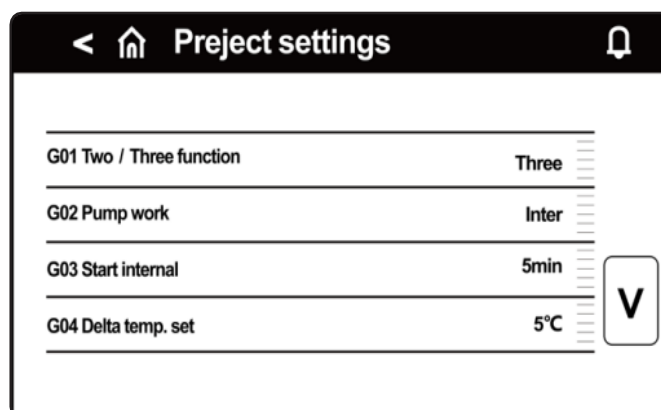 < Preject settings
G01 Two / Three function Three
G02 Pump work Inter
G03 Start internal 5min
G04 Delta temp. set 5℃
V